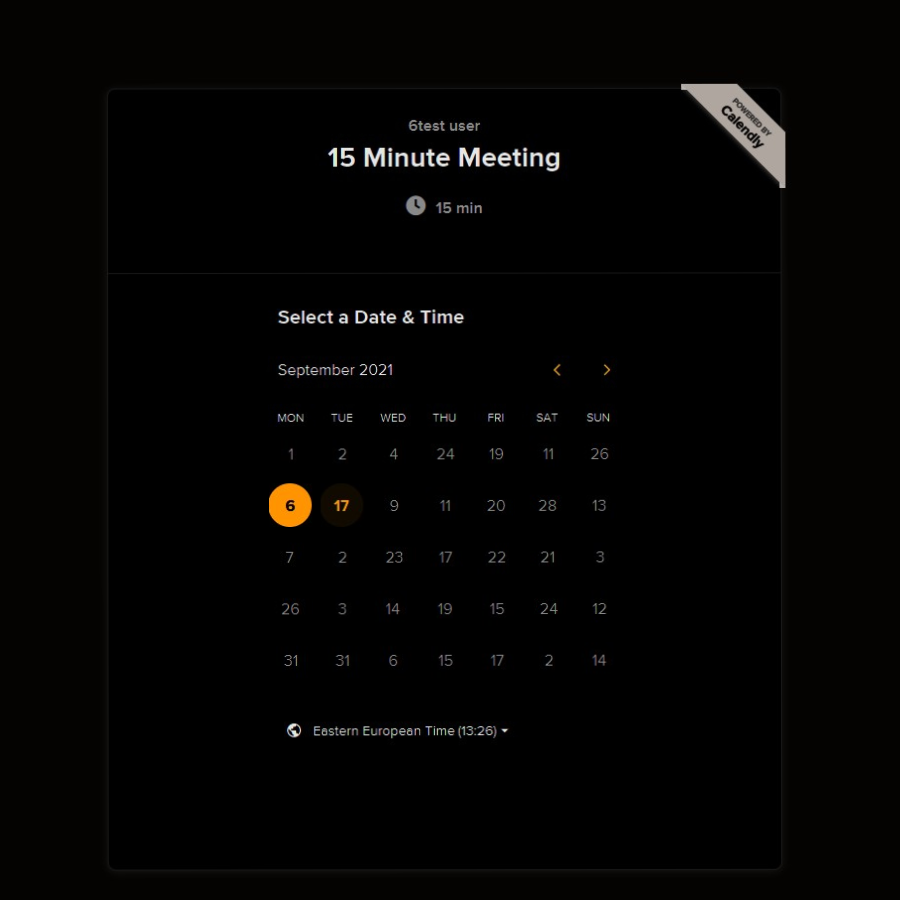 POWERED BY
Calendly
6test user
15 Minute Meeting
15 min
Select a Date & Time
September 2021
MON TUE WED THU FRI SAT SUN
1 2 4 24 19 11 26
6 17 9 11 20 28 13
7 2 23 17 22 21 3
26 3 14 19 15 24 12
31 31 6 15 17 2 14
Eastern European Time (13:26)